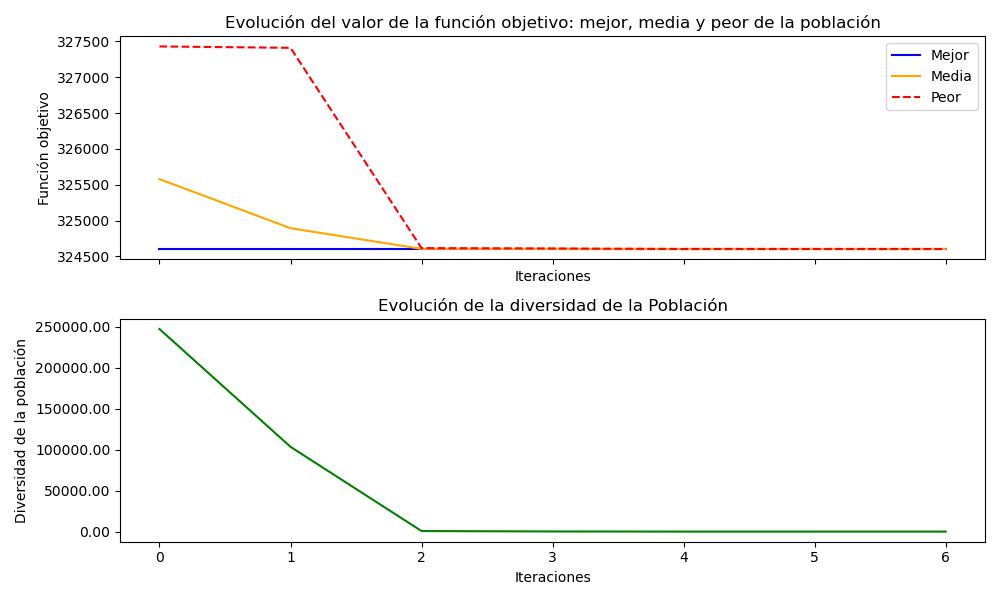 Evolución del valor de la función objetivo: mejor, media y peor de la población
Función objetivo
327500
327000
326500
326000
325500
325000
324500
Mejor
Media
Peor
Iteraciones
Evolución de la diversidad de la Población
Diversidad de la población
250000.00
200000.00
150000.00
100000.00
50000.00
0.00
0 1 2 3 4 5 6
Iteraciones